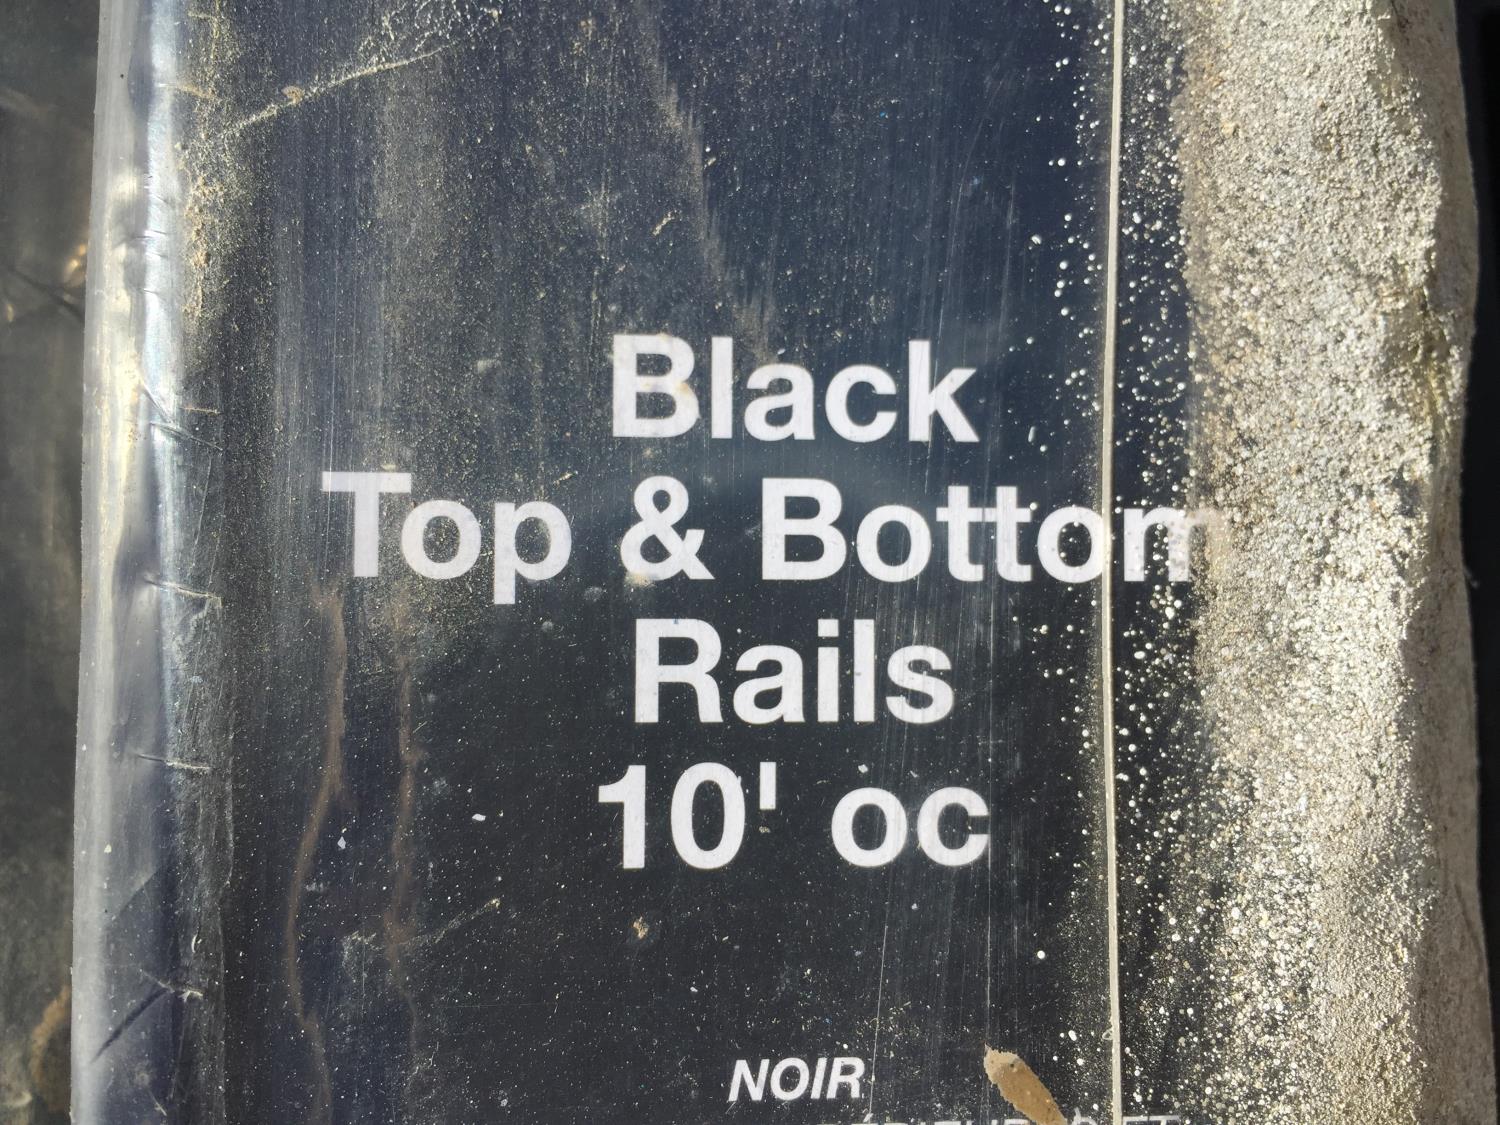 Black
Top & Bottom
Rails
10' oc
NOIR